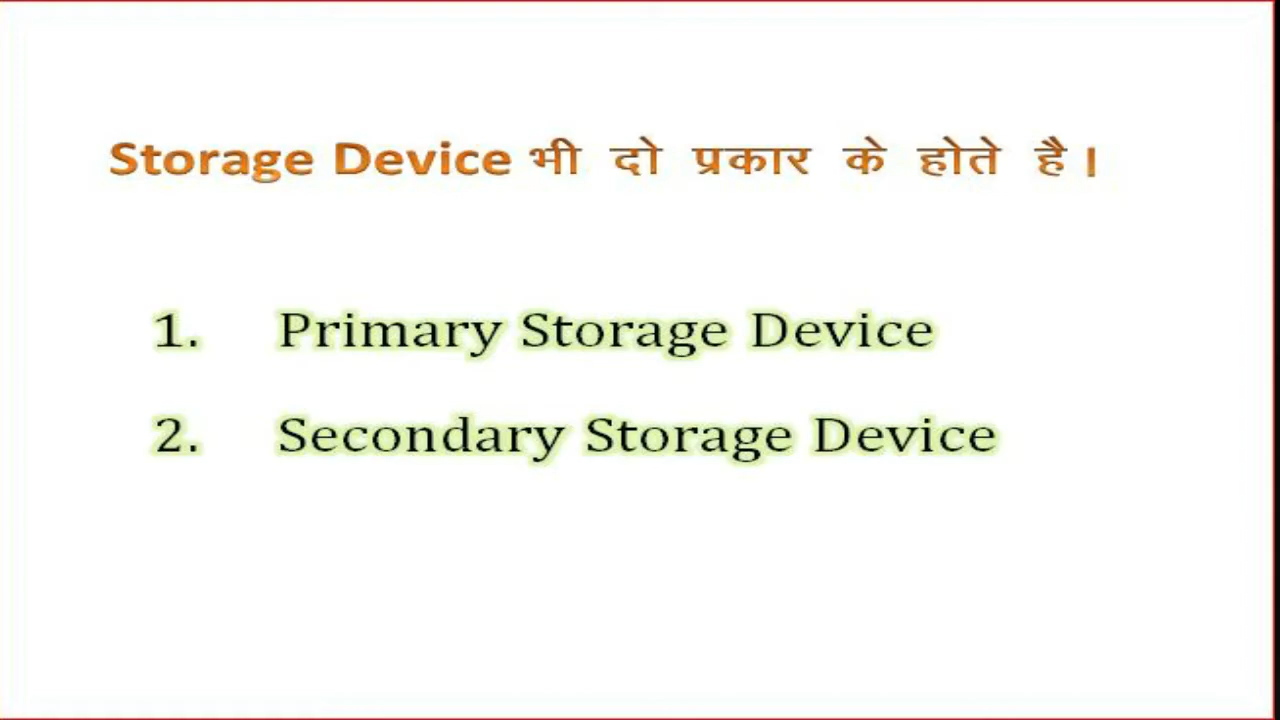 Storage Device भी दो प्रकार के होते है।
1. Primary Storage Device
2. Secondary Storage Device